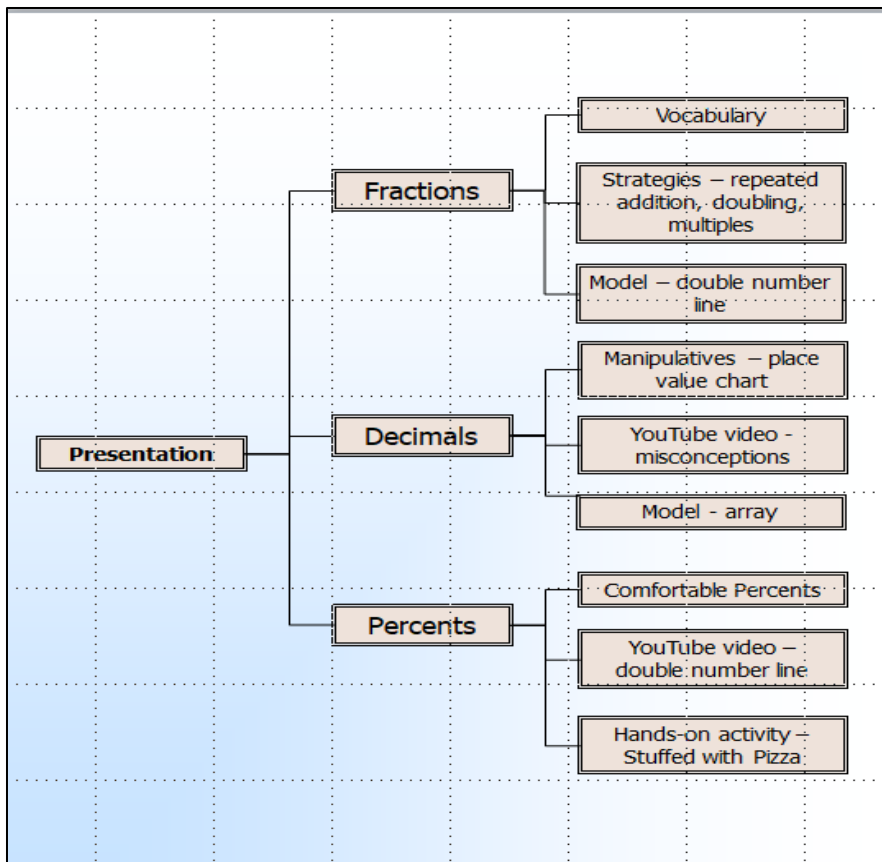 Presentation
Fractions
Vocabulary
Strategies – repeated
addition, doubling,
multiples
Model – double number
line
Decimals
Manipulatives – place
value chart
YouTube video -
misconceptions
Model - array
Percents
Comfortable Percents
YouTube video –
double number line
Hands-on activity –
Stuffed with Pizza